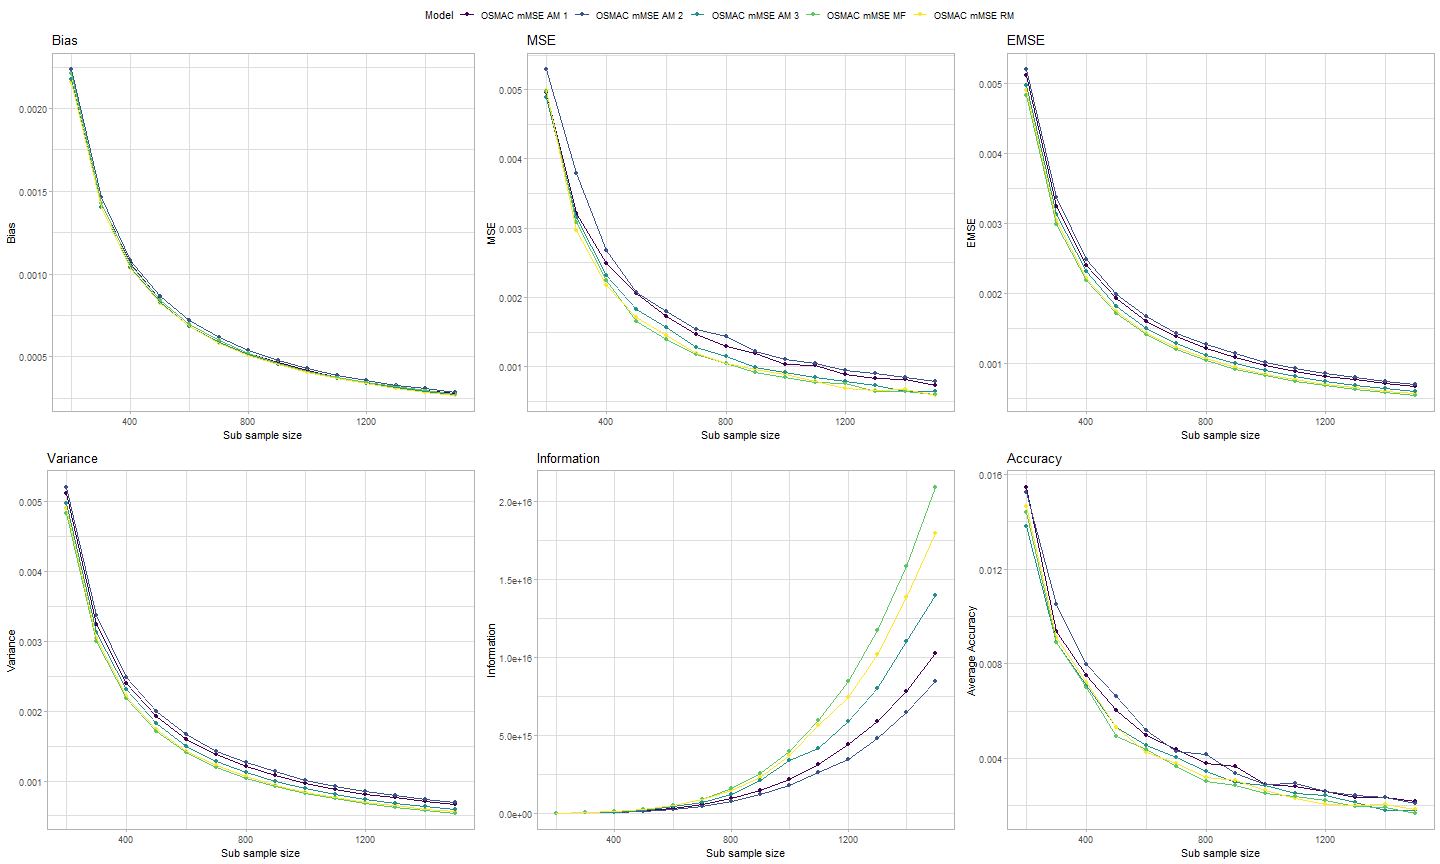 Model OSMAC mMSE AM 1 OSMAC mMSE AM 2 OSMAC mMSE AM 3 OSMAC mMSE MF OSMAC mMSE RM
Bias
0.0020
0.0015
0.0010
0.0005
Bias
400 800 1200
Sub sample size
MSE
0.005
0.004
0.003
0.002
0.001
MSE
400 800 1200
Sub sample size
EMSE
0.005
0.004
0.003
0.002
0.001
EMSE
400 800 1200
Sub sample size
Variance
0.005
0.004
0.003
0.002
0.001
Variance
400 800 1200
Sub sample size
Information
2.0e+16
1.5e+16
1.0e+16
5.0e+15
0.0e+00
Information
400 800 1200
Sub sample size
Accuracy
0.016
0.012
0.008
0.004
Average Accuracy
400 800 1200
Sub sample size